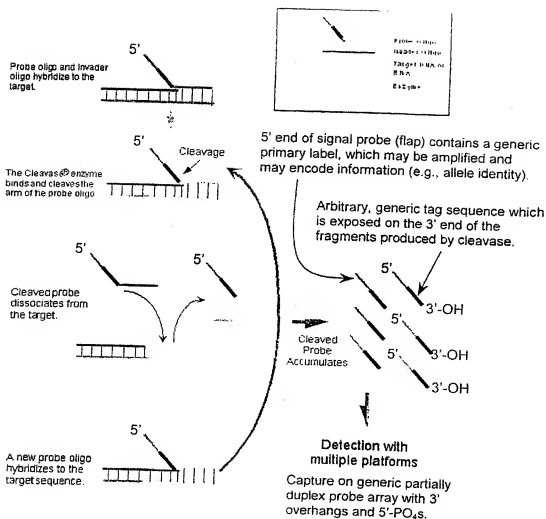 5'
Probe oligo and Invader
oligo hybridize to the
target.
Target DNA or
RNA
Enzyme
5'
Cleavage
The Cleavase® enzyme
binds and cleaves the
arm of the probe oligo
5' end of signal probe (flap) contains a generic
primary label, which may be amplified and
may encode information (e.g., allele identity).
Arbitrary, generic tag sequence which
is exposed on the 3' end of the
fragments produced by cleavase.
5'
5'
Cleaved probe
dissociates from
the target.
5'
3'-OH
5'
3'-OH
5'
3'-OH
Cleaved
Probe
Accumulates
5'
A new probe oligo
hybridizes to the
target sequence.
Detection with
multiple platforms
Capture on generic partially
duplex probe array with 3'
overhangs and 5'-PO₄s.